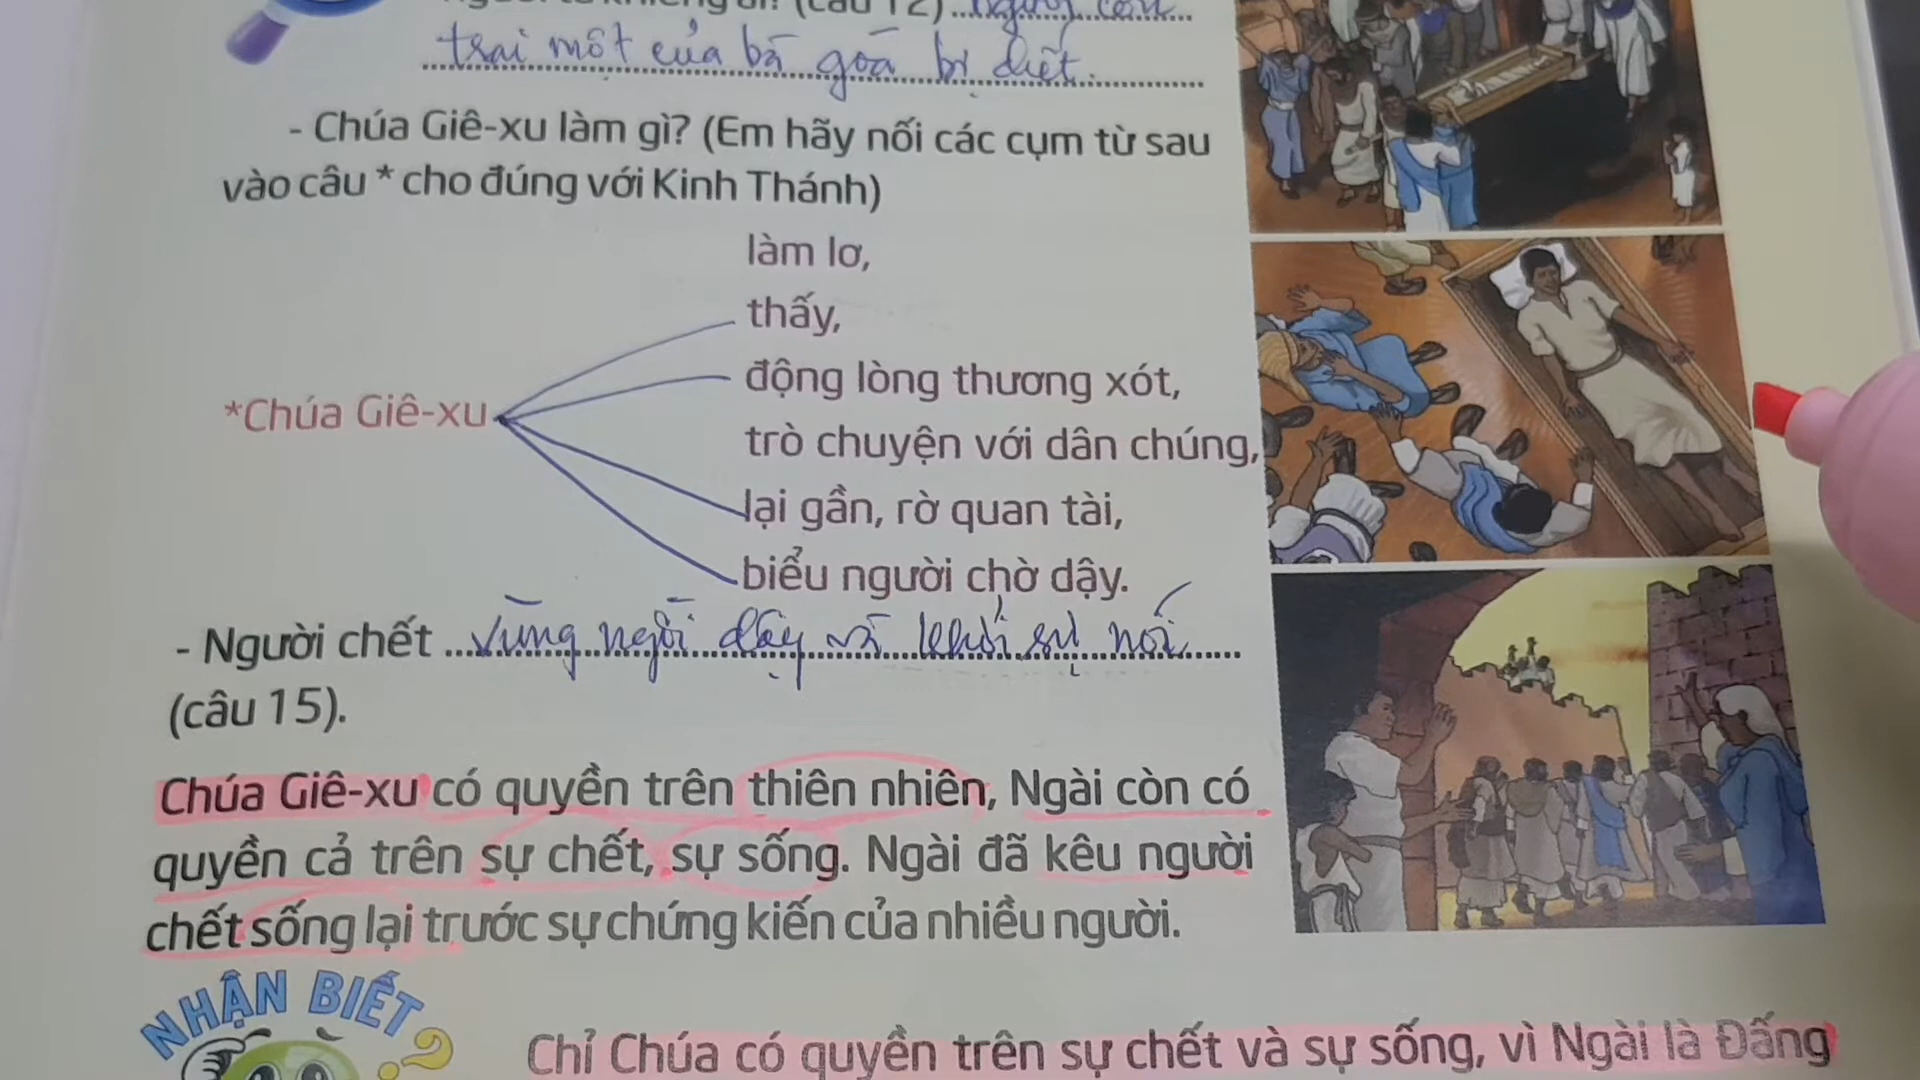 (câu 12)
trai một của bà goá bị chết.
- Chúa Giê-xu làm gì? (Em hãy nối các cụm từ sau
vào câu * cho đúng với Kinh Thánh)
làm lơ,
thấy,
động lòng thương xót,
*Chúa Giê-xu
trò chuyện với dân chúng,
lại gần, rờ quan tài,
biểu người chờ dậy.
- Người chết vùng ngồi dậy và khởi sự nói
(câu 15).
Chúa Giê-xu có quyền trên thiên nhiên, Ngài còn có
quyền cả trên sự chết, sự sống. Ngài đã kêu người
chết sống lại trước sự chứng kiến của nhiều người.
NHẬN BIẾT
Chỉ Chúa có quyền trên sự chết và sự sống, vì Ngài là Đấng